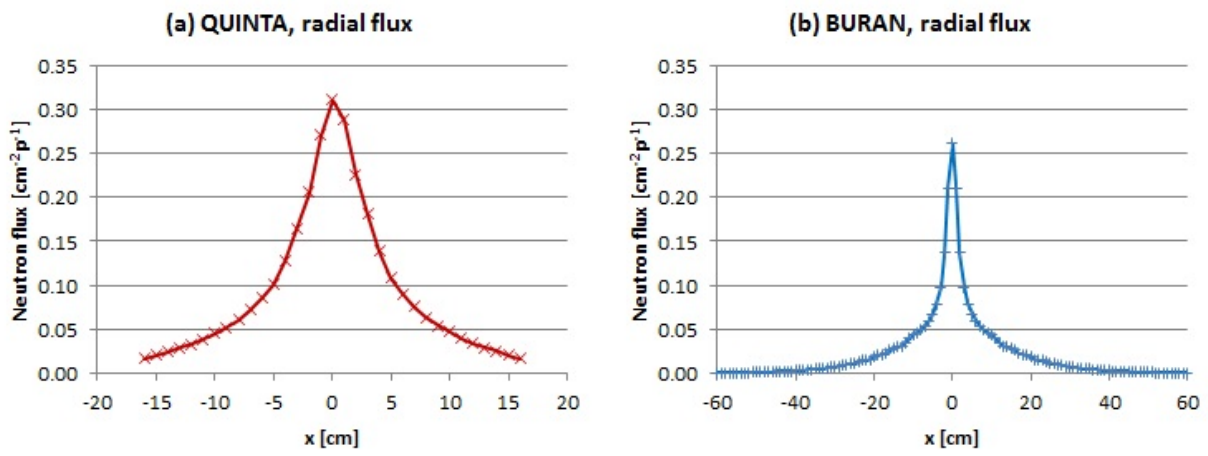 (a) QUINTA, radial flux
Neutron flux [cm⁻²p⁻¹]
0.35
0.30
0.25
0.20
0.15
0.10
0.05
0.00
-20 -15 -10 -5 0 5 10 15 20
x [cm]
(b) BURAN, radial flux
Neutron flux [cm⁻²p⁻¹]
0.35
0.30
0.25
0.20
0.15
0.10
0.05
0.00
-60 -40 -20 0 20 40 60
x [cm]